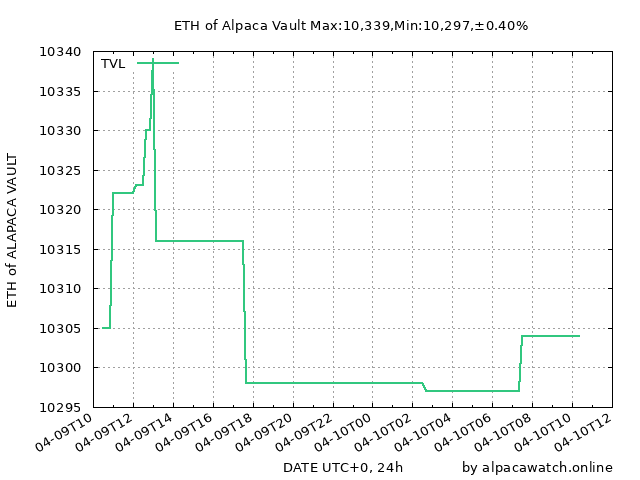 ETH of Alpaca Vault Max:10,339,Min:10,297,±0.40%
TVL
10340
10335
10330
10325
10320
10315
10310
10305
10300
10295
ETH of ALAPACA VAULT
04-09T10
04-09T12
04-09T14
04-09T16
04-09T18
04-09T20
04-09T22
04-10T00
04-10T02
04-10T04
04-10T06
04-10T08
04-10T10
04-10T12
DATE UTC+0, 24h
by alpacawatch.online